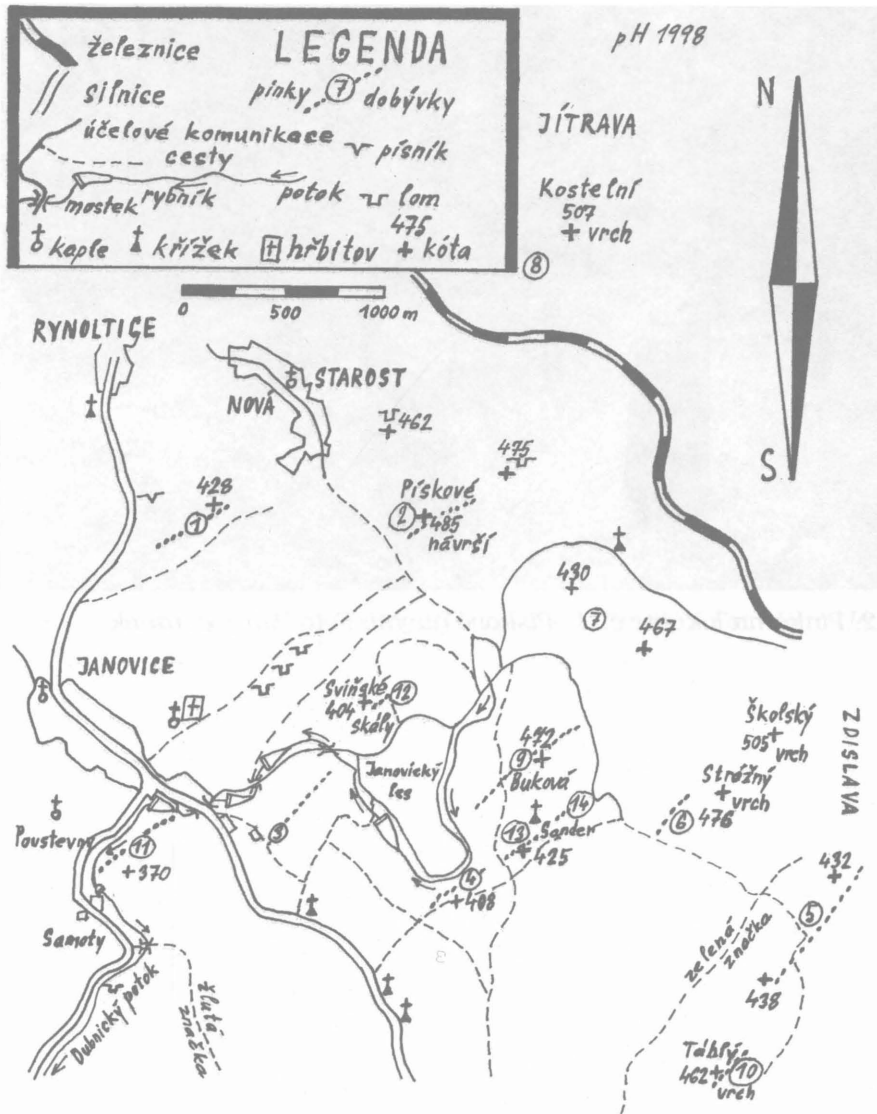 LEGENDA
železnice
silnice
pinky 7 dobývky
účelové komunikace
cesty
písník
mostek rybník potok
lom
475
kaple křížek hřbitov kóta
pH 1998
N
S
JÍTRAVA
Kostelní
507
vrch
8
0 500 1000 m
RYNOLTICE
STAROST
NOVÁ
462
475
428
1
Pískové
2
485
návrší
430
7
467
JANOVICE
Svińské 12
404 skály
Janovický
les
472
9
Buková
Školský
505 vrch
Strážný
vrch
476
6
ZDISLAVA
14
13 Sander
425
3
4
408
Poustevny
11
370
Samoty
Dubnický potok
žlutá
značka
432
5
zelená
značka
438
Táblý
462 10
vrch